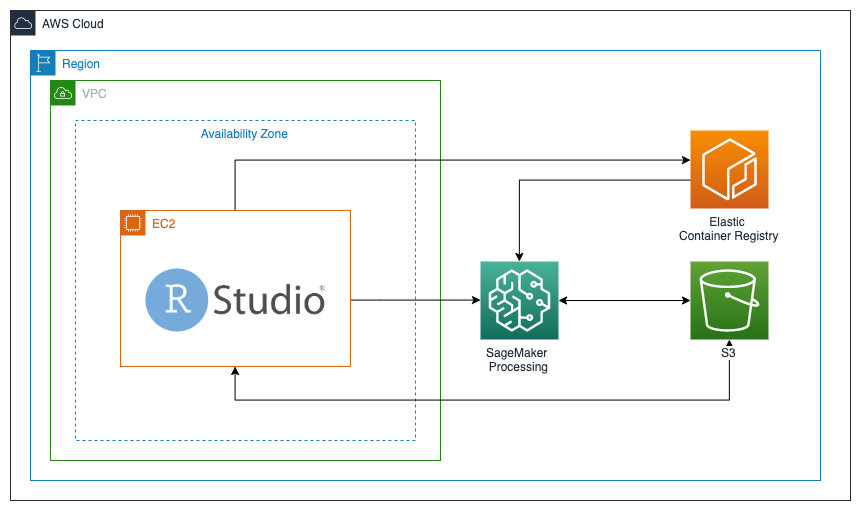 AWS Cloud
Region
VPC
Availability Zone
EC2
R Studio®
Elastic
Container Registry
SageMaker
Processing
S3